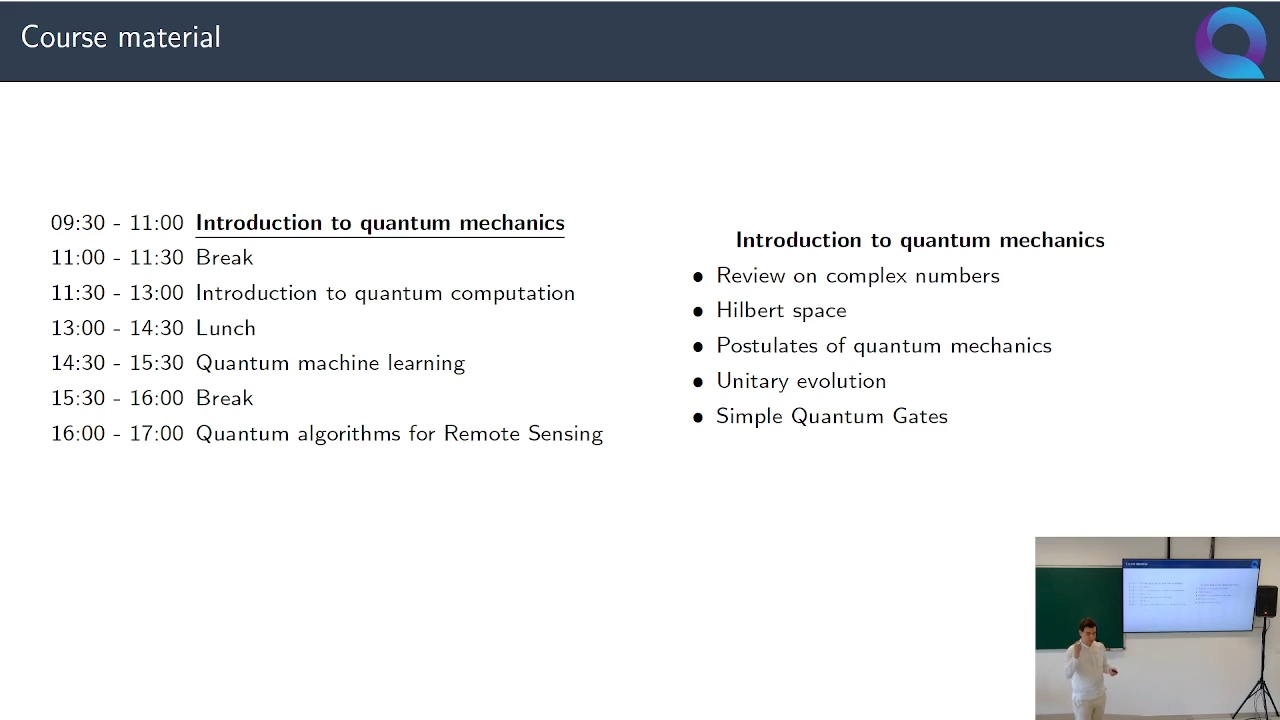 Course material
09:30 - 11:00 Introduction to quantum mechanics
11:00 - 11:30 Break
11:30 - 13:00 Introduction to quantum computation
13:00 - 14:30 Lunch
14:30 - 15:30 Quantum machine learning
15:30 - 16:00 Break
16:00 - 17:00 Quantum algorithms for Remote Sensing
Introduction to quantum mechanics
• Review on complex numbers
• Hilbert space
• Postulates of quantum mechanics
• Unitary evolution
• Simple Quantum Gates
Course material